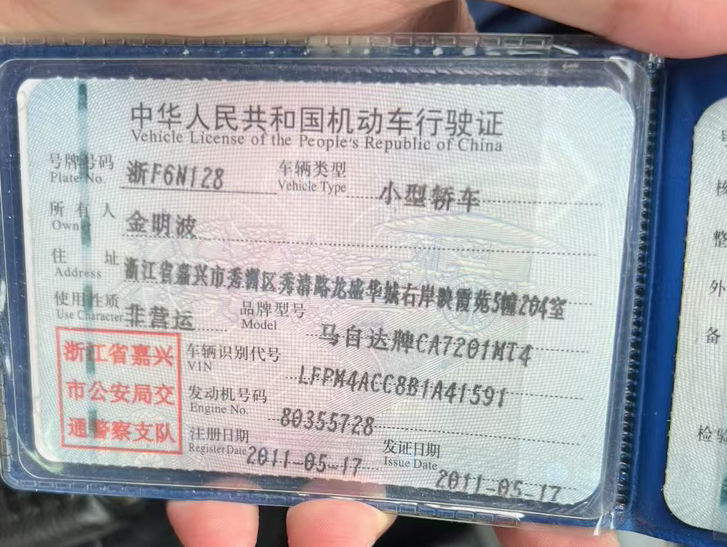 中华人民共和国机动车行驶证
Vehicle License of the People's Republic of China
号牌号码 浙F6N128 车辆类型 小型轿车
Plate No. Vehicle Type
所有人 金明波
Owner
住址 浙江省嘉兴市秀洲区秀清路龙盛华城右岸映霞苑5幢204室
Address
使用性质 非营运 品牌型号 马自达牌CA7201MT4
Use Character Model
浙江省嘉兴
市公安局交
通警察支队
车辆识别代号 LFPM4ACC8B1A41591
VIN
发动机号码 80355728
Engine No.
注册日期 2011-05-17 发证日期 2011-05-17
Register Date Issue Date
整
外
备
检验